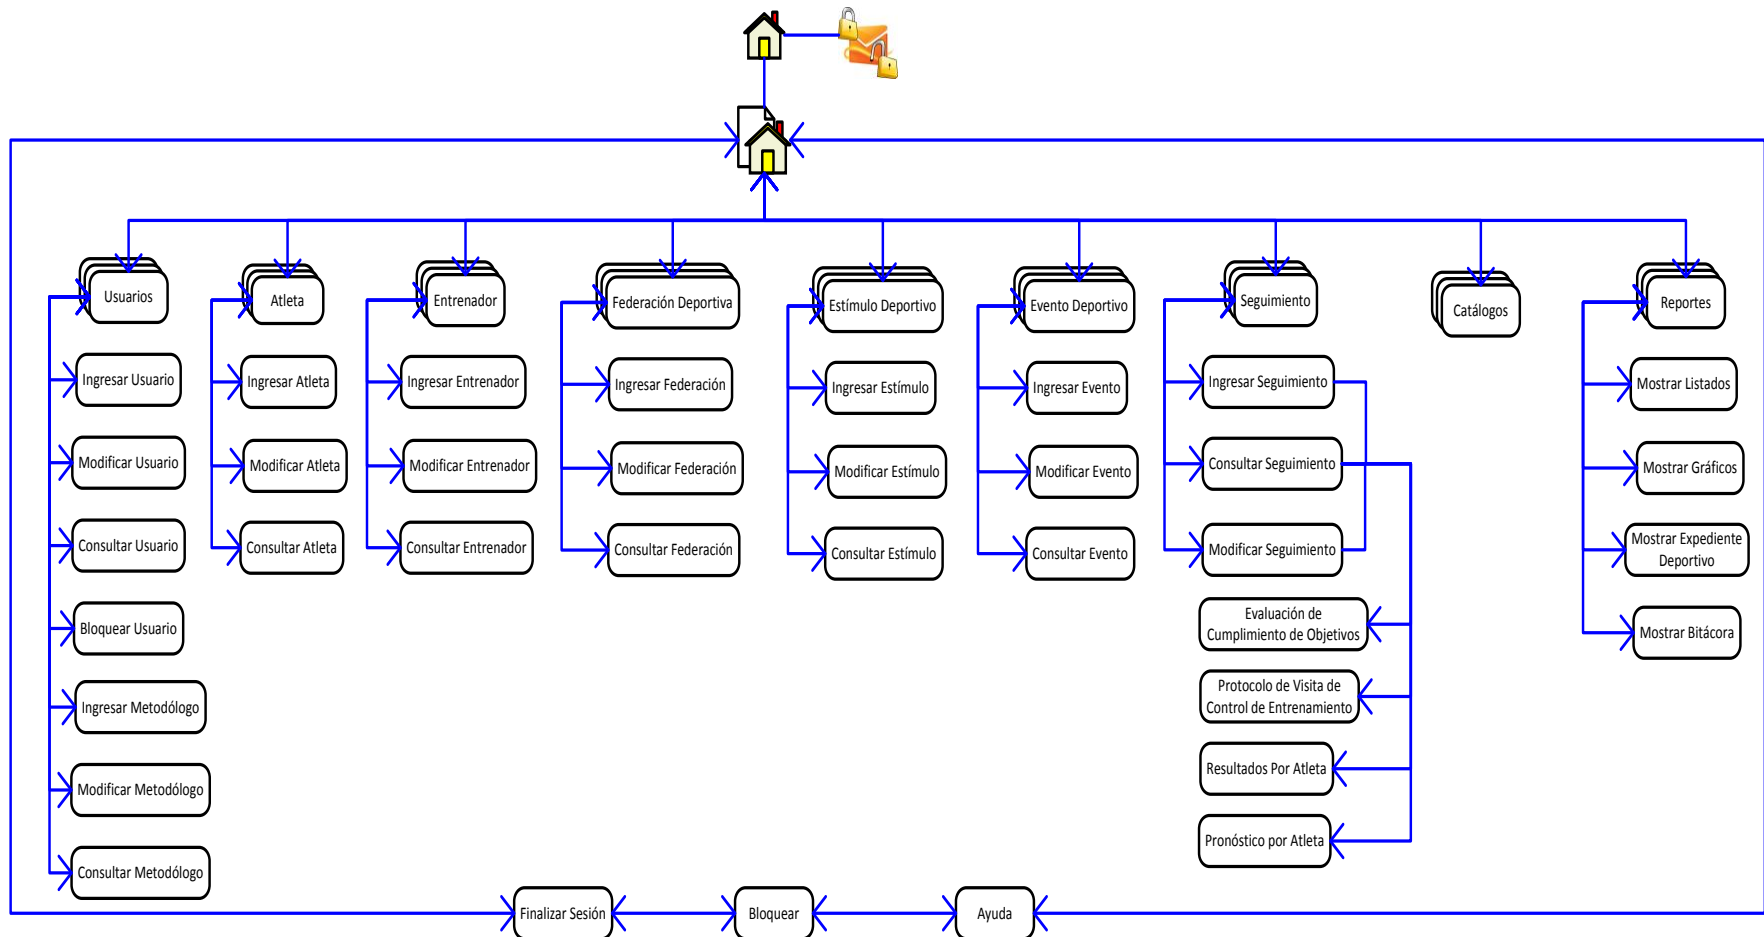 Usuarios
Atleta
Entrenador
Federación Deportiva
Estímulo Deportivo
Evento Deportivo
Seguimiento
Catálogos
Reportes
Ingresar Usuario
Ingresar Atleta
Ingresar Entrenador
Ingresar Federación
Ingresar Estímulo
Ingresar Evento
Ingresar Seguimiento
Mostrar Listados
Modificar Usuario
Modificar Atleta
Modificar Entrenador
Modificar Federación
Modificar Estímulo
Modificar Evento
Consultar Seguimiento
Mostrar Gráficos
Consultar Usuario
Consultar Atleta
Consultar Entrenador
Consultar Federación
Consultar Estímulo
Consultar Evento
Modificar Seguimiento
Mostrar Expediente
Deportivo
Bloquear Usuario
Evaluación de
Cumplimiento de Objetivos
Mostrar Bitácora
Ingresar Metodólogo
Protocolo de Visita de
Control de Entrenamiento
Modificar Metodólogo
Resultados Por Atleta
Consultar Metodólogo
Pronóstico por Atleta
Finalizar Sesión
Bloquear
Ayuda